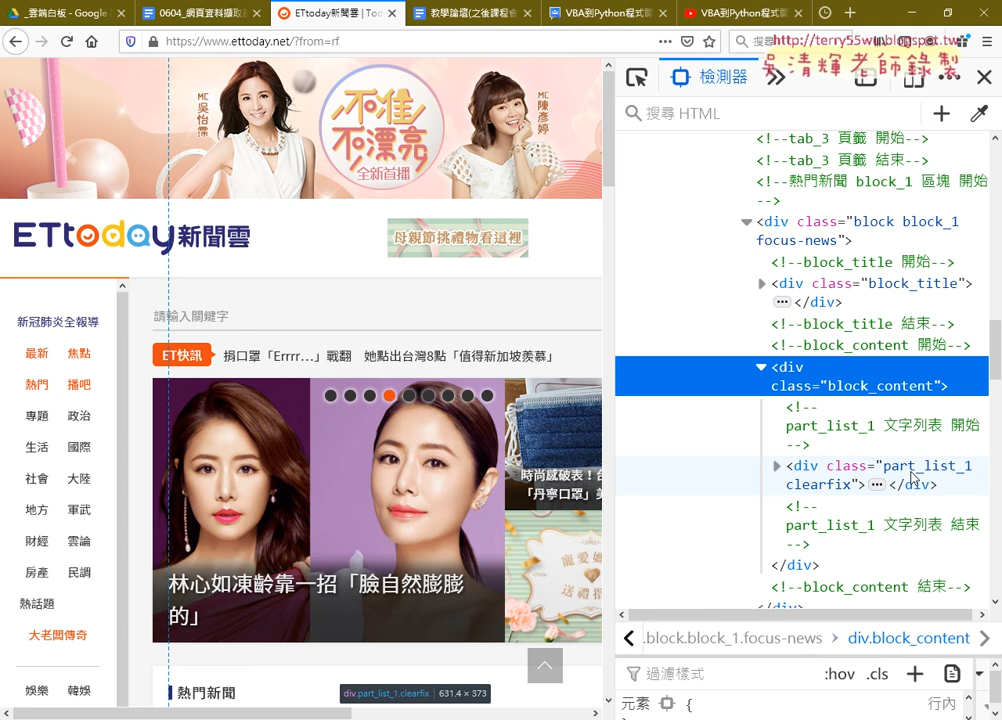 _雲端白板 - Google
0604_網頁資料擷取
ETtoday新聞雲 | Tod
教學論壇(之後課程會
VBA到Python程式開
VBA到Python程式開
https://www.ettoday.net/?from=rf
搜尋
http://terry55wu.blogspot.tw
吳清輝老師錄製
MC
吳怡霈
不准
不漂亮
全新首播
MC
陳彥婷
ETtoday新聞雲
母親節挑禮物看這裡
新冠肺炎全報導
最新 焦點
熱門 播吧
專題 政治
生活 國際
社會 大陸
地方 軍武
財經 雲論
房產 民調
熱話題
大老闆傳奇
娛樂 韓娛
請輸入關鍵字
ET快訊
捐口罩「Errrr...」戰翻 她點出台灣8點「值得新加坡羨慕」
時尚感破表!台
「丹寧口罩」美
寵愛媽
送禮指
林心如凍齡靠一招「臉自然膨膨
的」
熱門新聞
div.part_list_1.clearfix | 631.4 × 373
檢測器
搜尋 HTML
<!--tab_3 頁籤 開始-->
<!--tab_3 頁籤 結束-->
<!--熱門新聞 block_1 區塊 開始
-->
<div class="block block_1
focus-news">
<!--block_title 開始-->
<div class="block_title">
</div>
<!--block_title 結束-->
<!--block_content 開始-->
<div
class="block_content">
<!--
part_list_1 文字列表 開始
-->
<div class="part_list_1
clearfix"></div>
<!--
part_list_1 文字列表 結束
-->
</div>
<!--block_content 結束-->
</div>
.block.block_1.focus-news
div.block_content
過濾樣式
:hov .cls
元素 {
行內